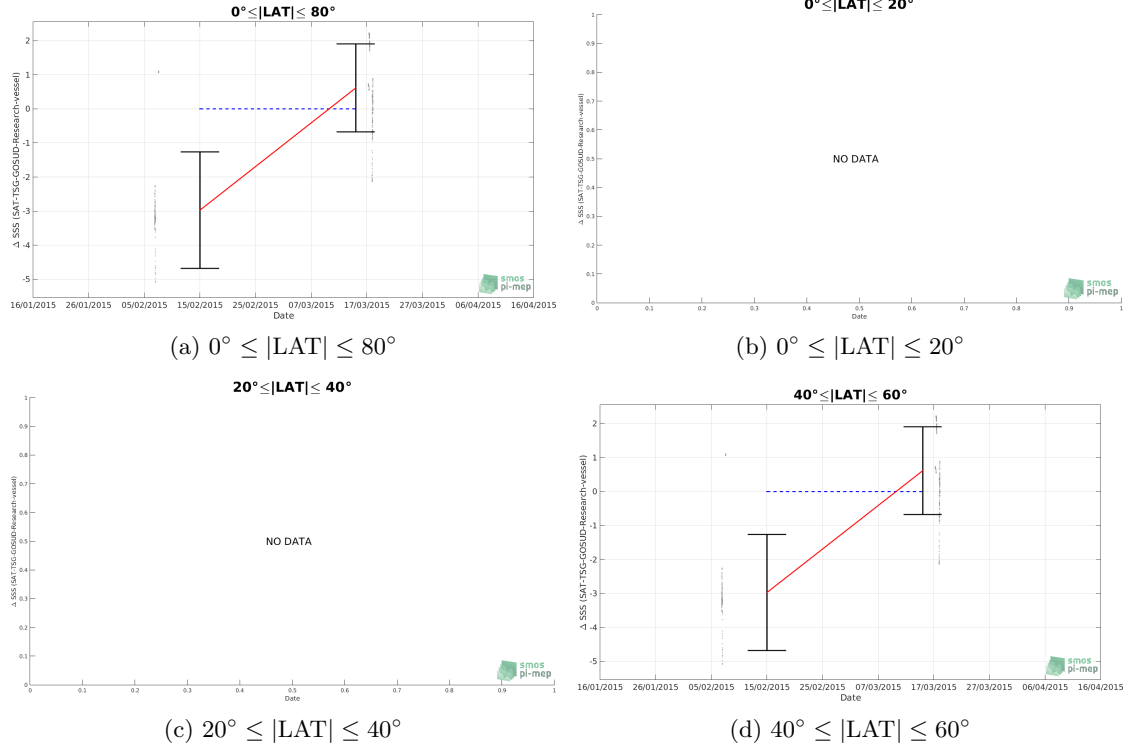 0°≤|LAT|≤ 80°
Δ SSS (SAT-TSG-GOSUD-Research-vessel)
2
1
0
-1
-2
-3
-4
-5
16/01/2015 26/01/2015 05/02/2015 15/02/2015 25/02/2015 07/03/2015 17/03/2015 27/03/2015 06/04/2015 16/04/2015
Date
smos
pi-mep
(a) 0° ≤ |LAT| ≤ 80°
0°≤|LAT|≤ 20°
Δ SSS (SAT-TSG-GOSUD-Research-vessel)
1
0.9
0.8
0.7
0.6
0.5
0.4
0.3
0.2
0.1
0
NO DATA
0 0.1 0.2 0.3 0.4 0.5 0.6 0.7 0.8 0.9 1
Date
smos
pi-mep
(b) 0° ≤ |LAT| ≤ 20°
20°≤|LAT|≤ 40°
Δ SSS (SAT-TSG-GOSUD-Research-vessel)
1
0.9
0.8
0.7
0.6
0.5
0.4
0.3
0.2
0.1
0
NO DATA
0 0.1 0.2 0.3 0.4 0.5 0.6 0.7 0.8 0.9 1
Date
smos
pi-mep
(c) 20° ≤ |LAT| ≤ 40°
40°≤|LAT|≤ 60°
Δ SSS (SAT-TSG-GOSUD-Research-vessel)
2
1
0
-1
-2
-3
-4
-5
16/01/2015 26/01/2015 05/02/2015 15/02/2015 25/02/2015 07/03/2015 17/03/2015 27/03/2015 06/04/2015 16/04/2015
Date
smos
pi-mep
(d) 40° ≤ |LAT| ≤ 60°